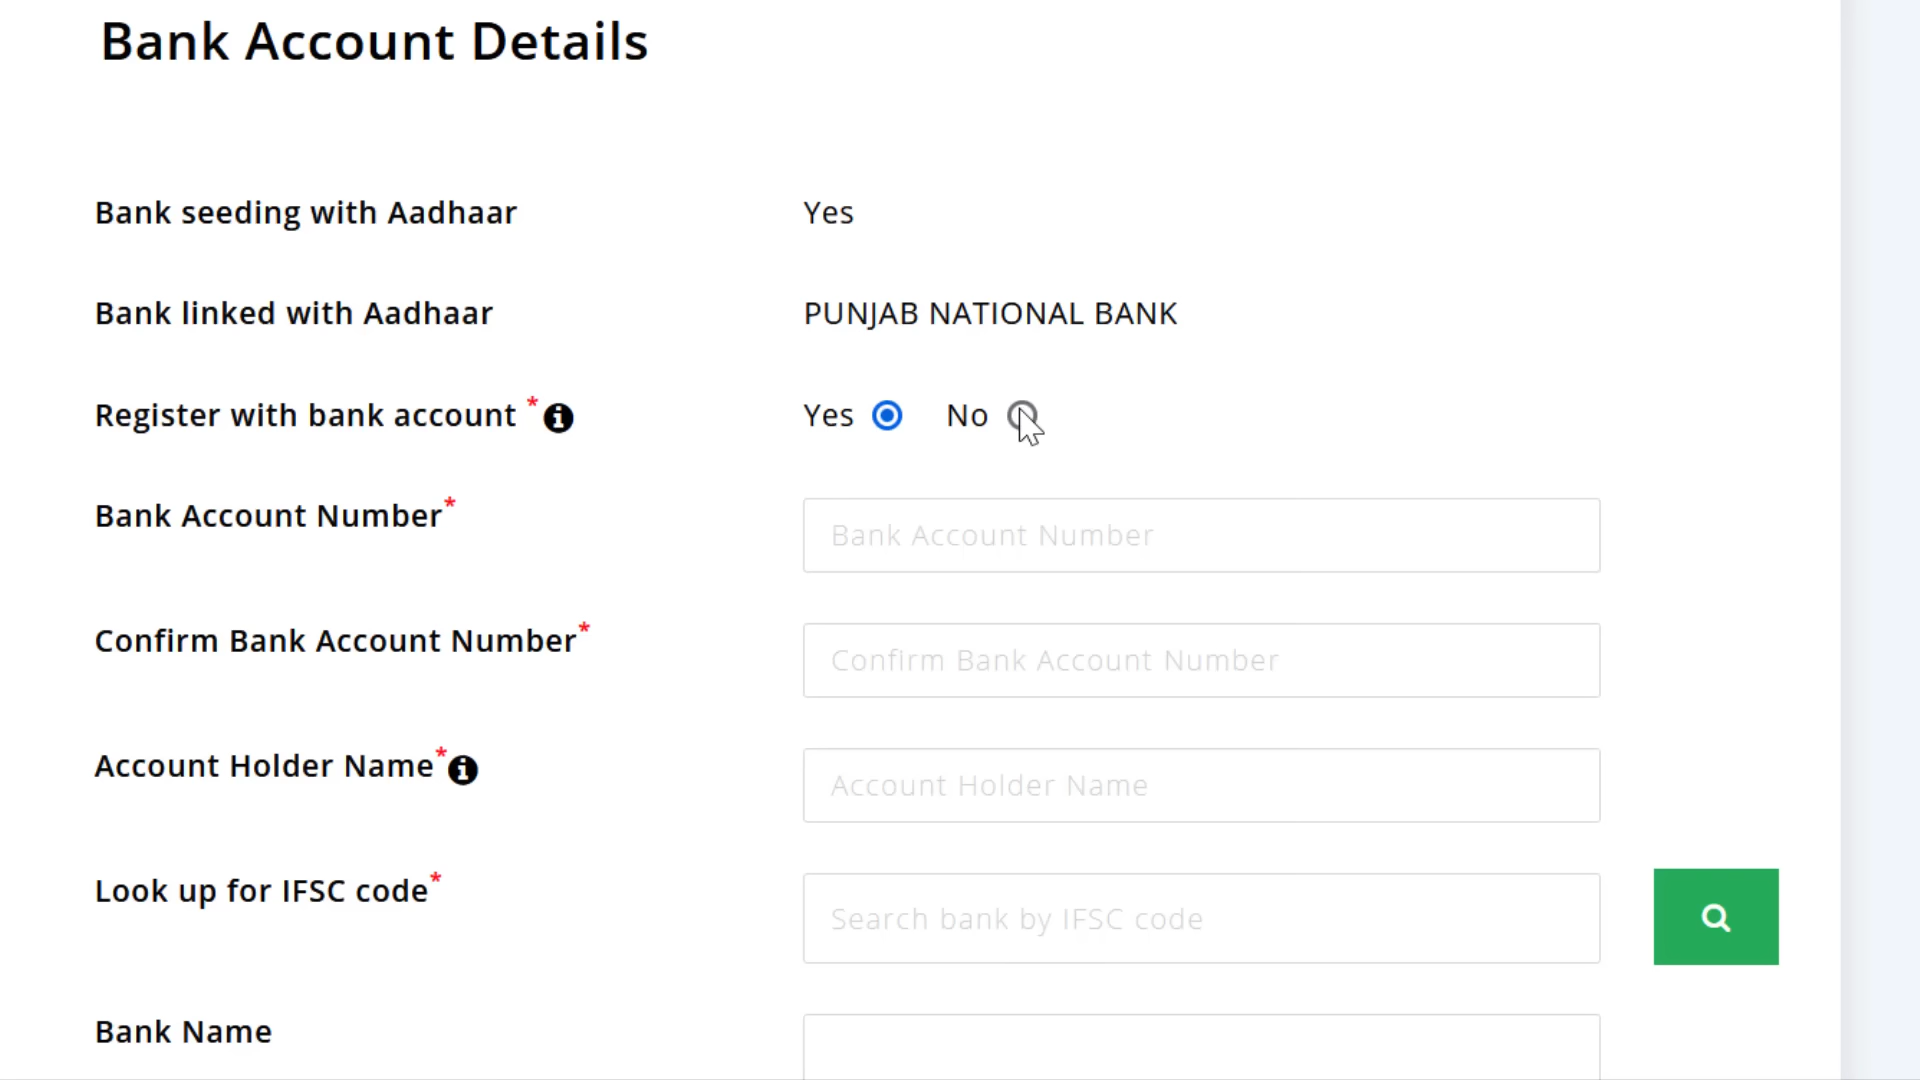 Bank Account Details
Bank seeding with Aadhaar Yes
Bank linked with Aadhaar PUNJAB NATIONAL BANK
Register with bank account * Yes No
Bank Account Number* Bank Account Number
Confirm Bank Account Number* Confirm Bank Account Number
Account Holder Name* Account Holder Name
Look up for IFSC code* Search bank by IFSC code
Bank Name